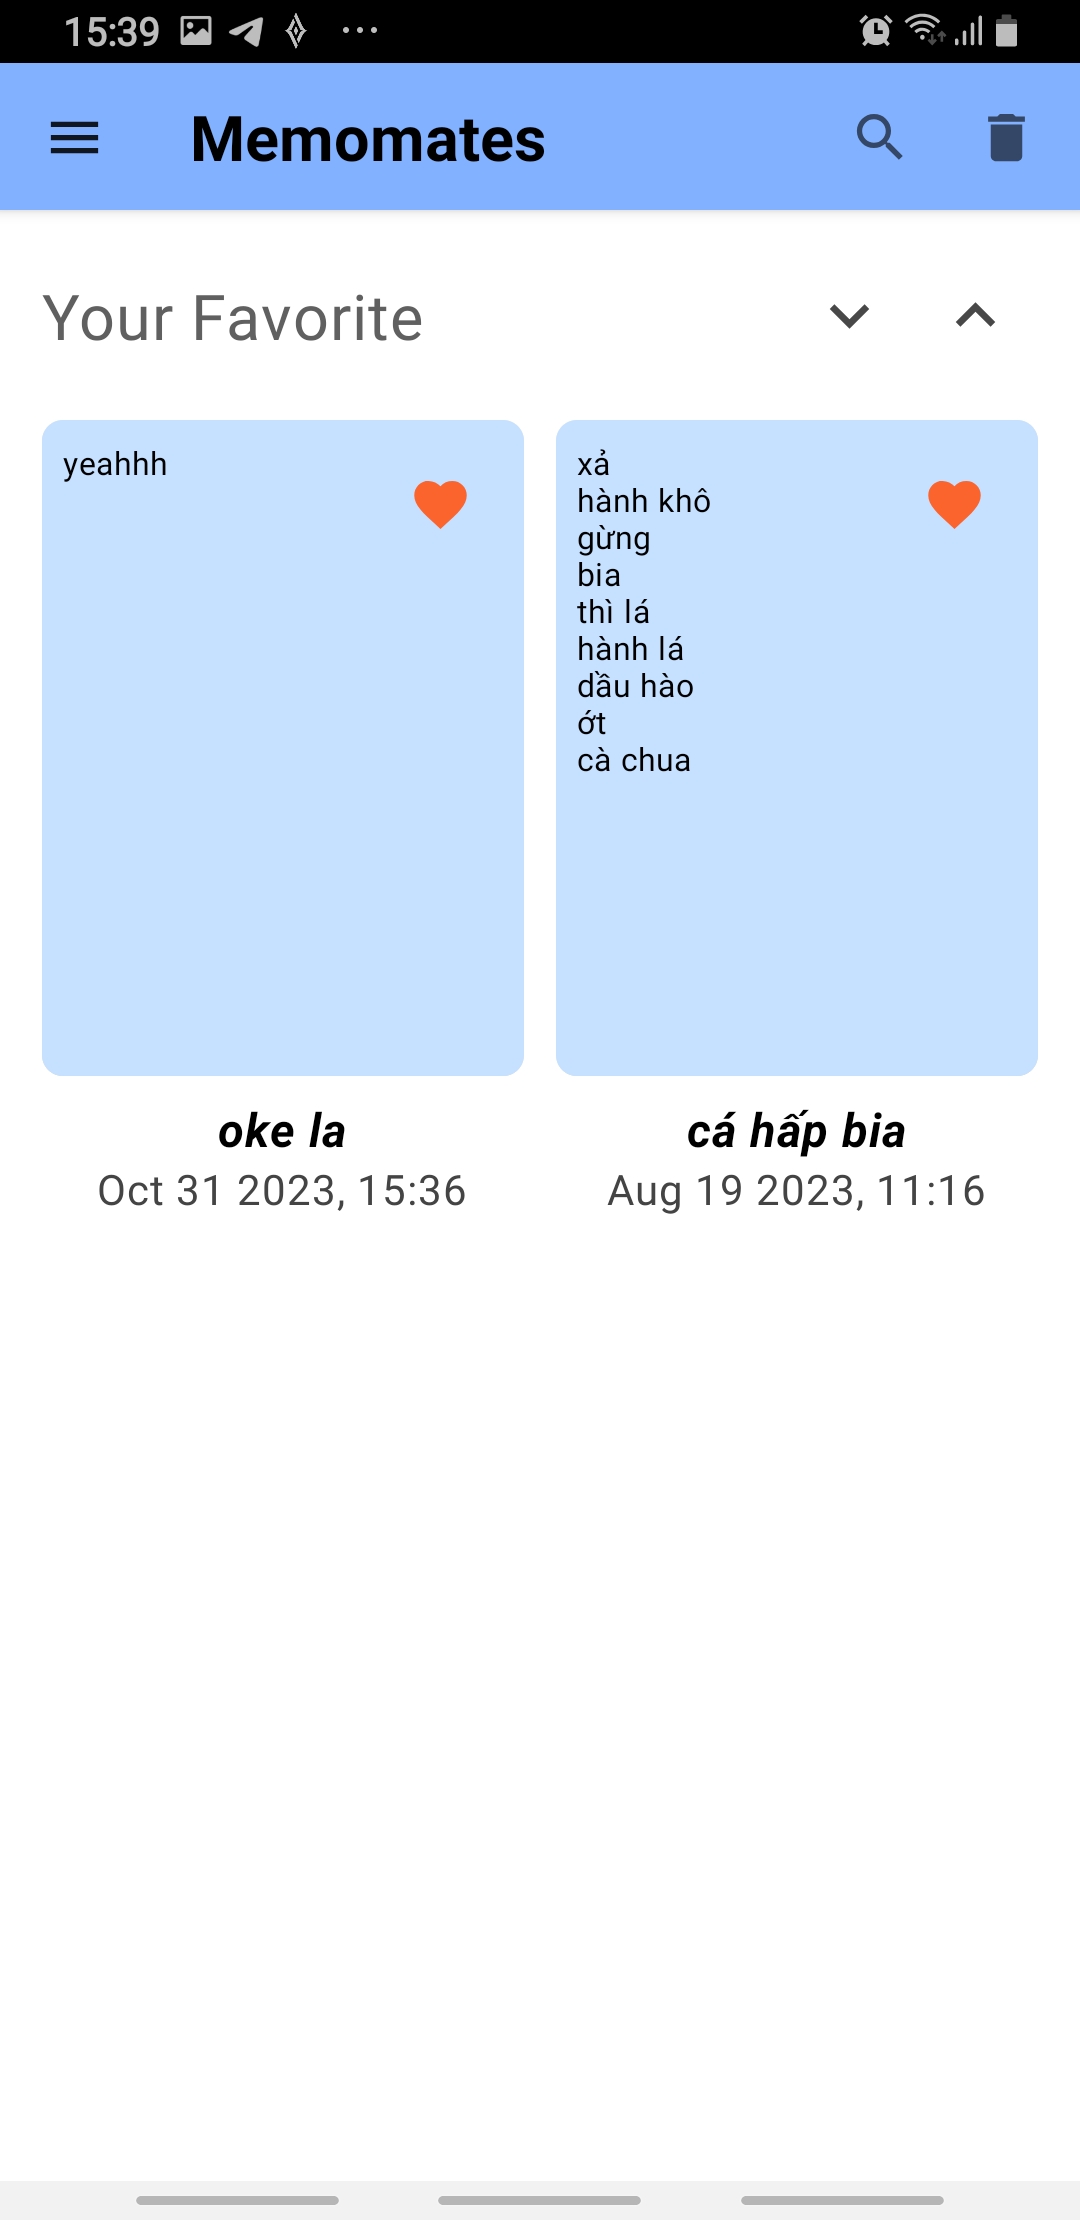 15:39
Memomates
Your Favorite
yeahhh
xả
hành khô
gừng
bia
thì lá
hành lá
dầu hào
ớt
cà chua
oke la
Oct 31 2023, 15:36
cá hấp bia
Aug 19 2023, 11:16